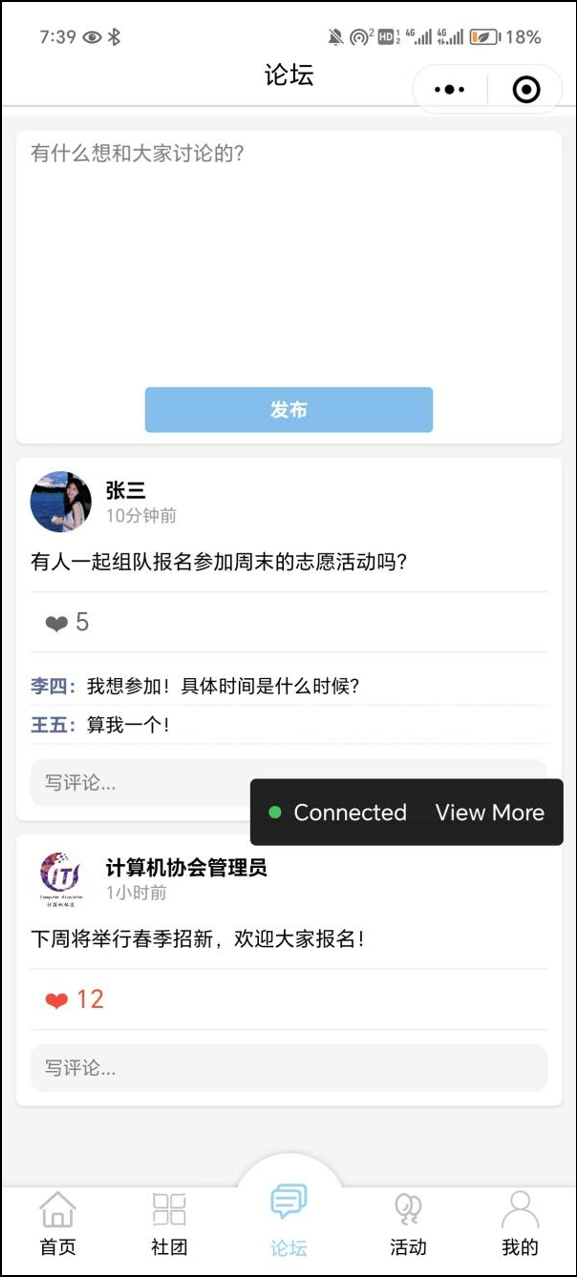 7:39
2 HD 1 2 4G 4G 18%
论坛
有什么想和大家讨论的?
发布
张三
10分钟前
有人一起组队报名参加周末的志愿活动吗?
5
李四：我想参加！具体时间是什么时候?
王五：算我一个！
写评论...
Connected View More
ITS
计算机协会管理员
1小时前
下周将举行春季招新，欢迎大家报名！
12
写评论...
首页 社团 论坛 活动 我的